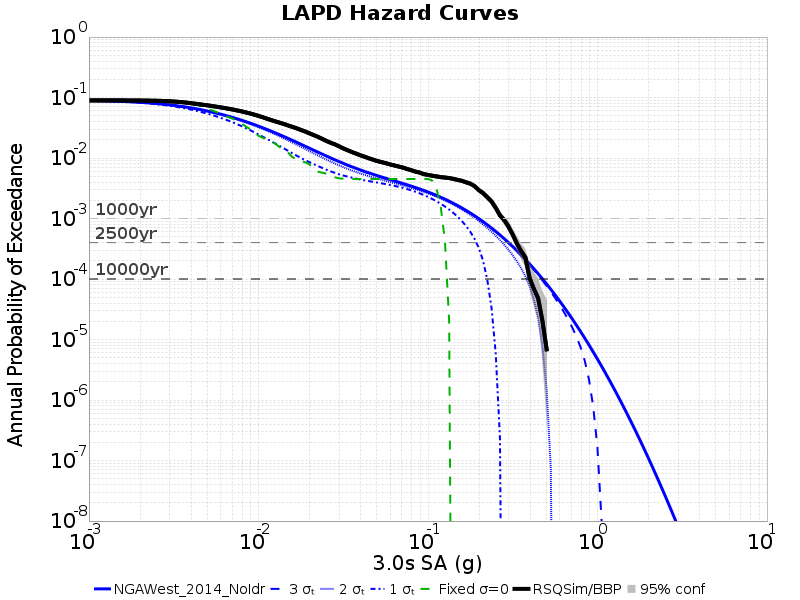 LAPD Hazard Curves
Annual Probability of Exceedance
10^0
10^-1
10^-2
10^-3
10^-4
10^-5
10^-6
10^-7
10^-8
1000yr
2500yr
10000yr
10^-3 10^-2 10^-1 10^0 10^1
3.0s SA (g)
NGAWest_2014_NoIdr 3 σₜ 2 σₜ 1 σₜ Fixed σ=0 RSQSim/BBP 95% conf